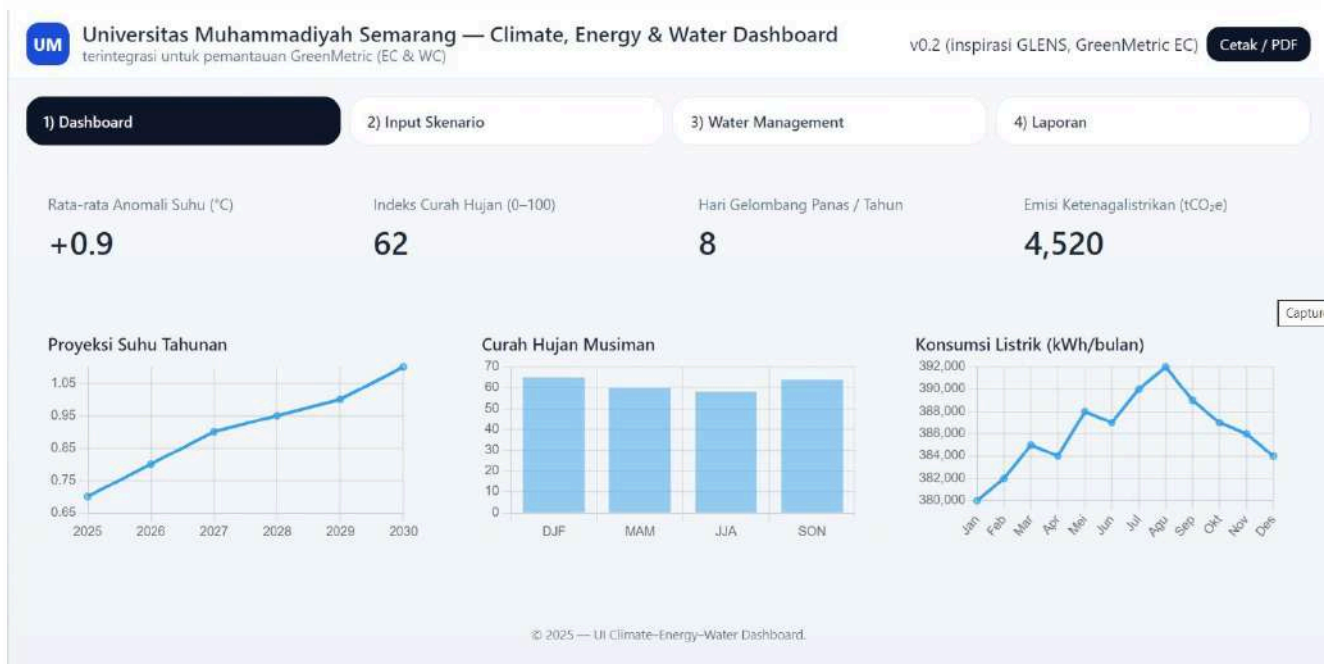 UM
Universitas Muhammadiyah Semarang — Climate, Energy & Water Dashboard
terintegrasi untuk pemantauan GreenMetric (EC & WC)
v0.2 (inspirasi GLENS, GreenMetric EC)
Cetak / PDF
1) Dashboard
2) Input Skenario
3) Water Management
4) Laporan
Rata-rata Anomali Suhu (°C)
+0.9
Indeks Curah Hujan (0–100)
62
Hari Gelombang Panas / Tahun
8
Emisi Ketenagalistrikan (tCO₂e)
4,520
Capture
Proyeksi Suhu Tahunan
1.05
0.95
0.85
0.75
0.65
2025 2026 2027 2028 2029 2030
Curah Hujan Musiman
70
60
50
40
30
20
10
0
DJF MAM JJA SON
Konsumsi Listrik (kWh/bulan)
392,000
390,000
388,000
386,000
384,000
382,000
380,000
Jan Feb Mar Apr Mei Jun Jul Agu Sep Okt Nov Des
© 2025 — UI Climate–Energy–Water Dashboard.